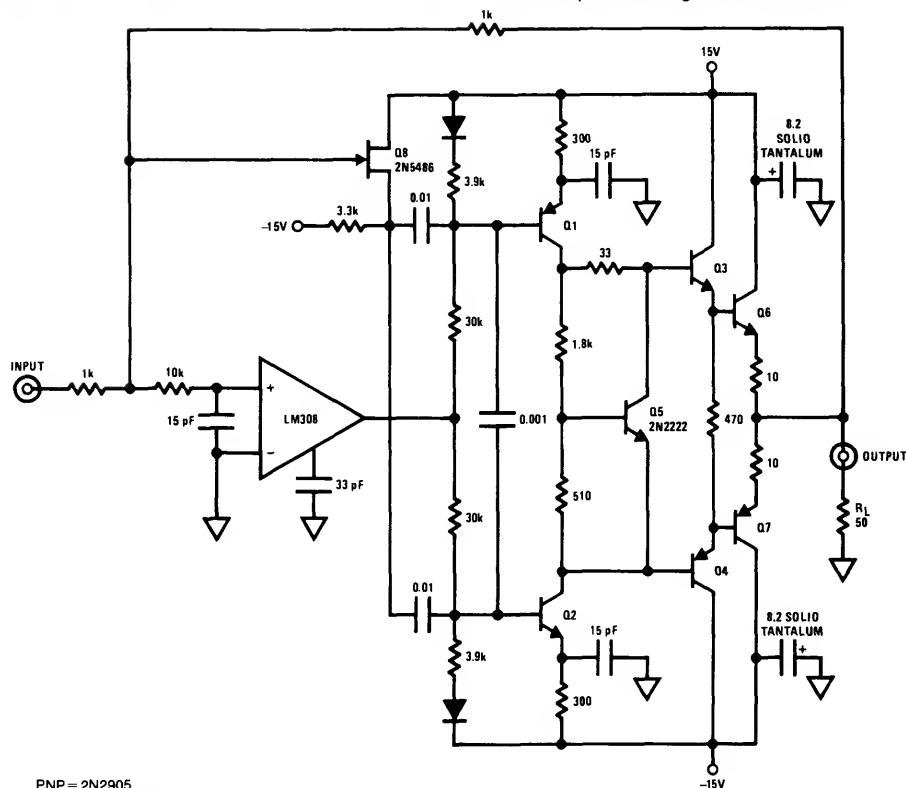 1k
15V
8.2
SOLIO
TANTALUM
+
Q8
2N5486
300
15 pF
3.9k
0.01
-15V
3.3k
Q1
33
Q3
Q6
30k
1.8k
10
INPUT
1k
10k
+
15 pF
LM308
-
0.001
Q5
2N2222
470
OUTPUT
10
33 pF
30k
510
RL
50
Q7
Q4
0.01
Q2
15 pF
8.2 SOLIO
TANTALUM
+
3.9k
300
-15V
PNP = 2N2905